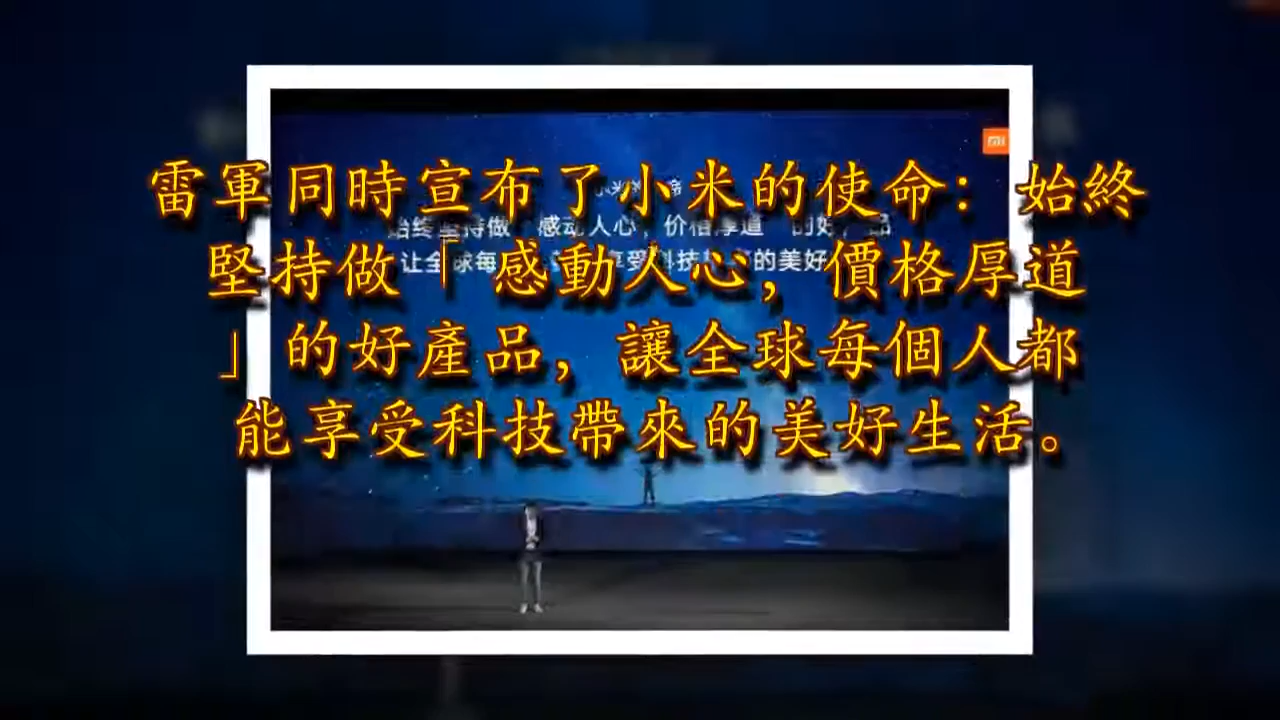 雷軍同時宣布了小米的使命：始終
堅持做「感動人心，價格厚道
」的好產品，讓全球每個人都
能享受科技帶來的美好生活。
mi